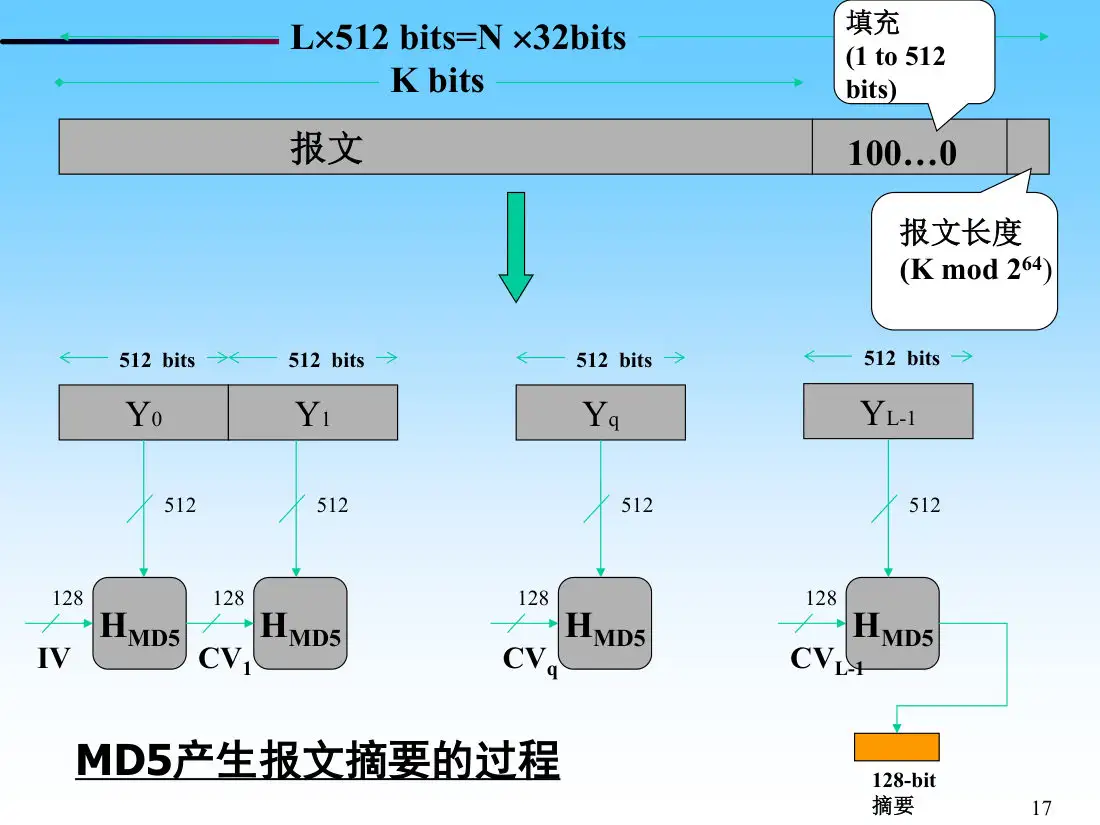 L×512 bits=N ×32bits
K bits
填充
(1 to 512
bits)
报文
100…0
报文长度
(K mod 2⁶⁴)
512 bits
512 bits
512 bits
512 bits
Y₀
Y₁
Yq
YL-1
512
512
512
512
128
128
128
128
HMD5
HMD5
HMD5
HMD5
IV
CV₁
CVq
CVL-1
MD5产生报文摘要的过程
128-bit
摘要
17